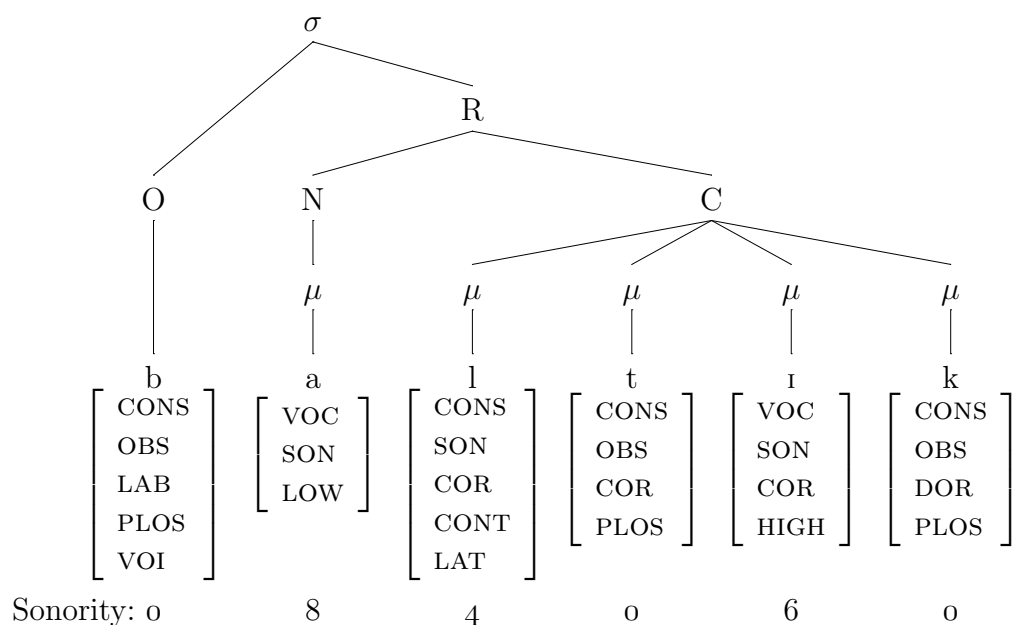 σ
R
O N C
μ μ μ μ μ
b a l t ɪ k
CONS VOC CONS CONS VOC CONS
OBS SON SON OBS SON OBS
LAB LOW COR COR COR DOR
PLOS CONT PLOS HIGH PLOS
VOI LAT
Sonority: 0 8 4 0 6 0